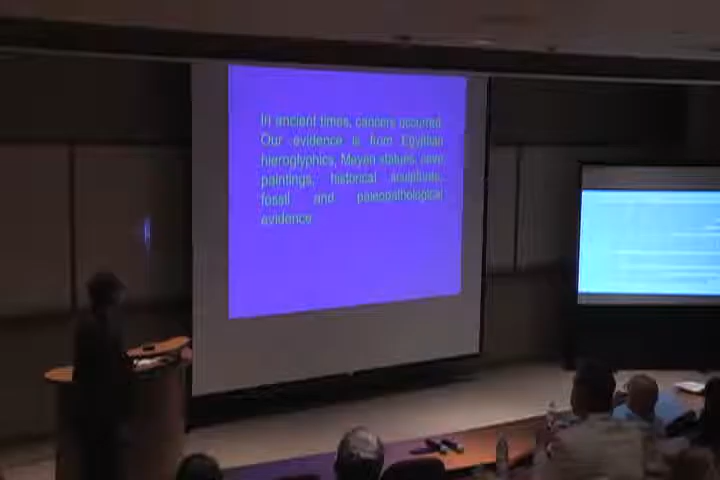 In ancient times, cancers occurred.
Our evidence is from Egyptian
hieroglyphics, Mayan statues, cave
paintings, historical sculptures,
fossil and paleopathological
evidence